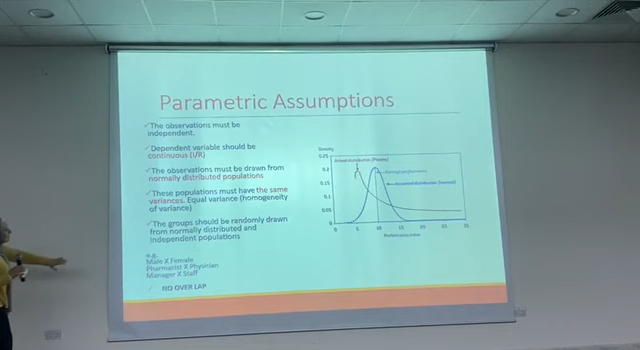 Parametric Assumptions
✓The observations must be
independent.
✓Dependent variable should be
continuous (I/R)
✓The observations must be drawn from
normally distributed populations
✓These populations must have the same
variances. Equal variance (homogeneity
of variance)
✓The groups should be randomly drawn
from normally distributed and
independent populations
e.g.
Male X Female
Pharmacist X Physician
Manager X Staff
✓ NO OVER LAP
Density
0.25
0.2
0.15
0.1
0.05
0
0 5 10 15 20 25 30 35